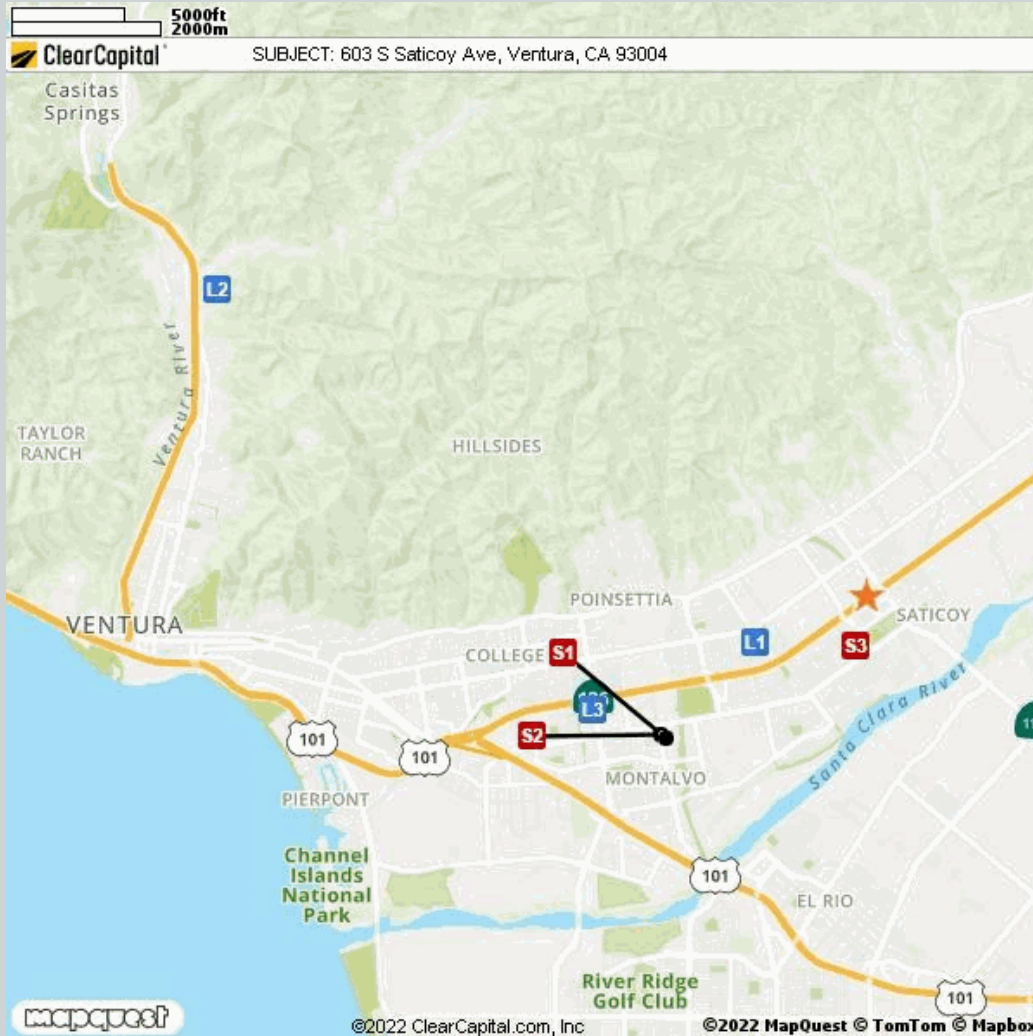 5000ft
2000m
ClearCapital
SUBJECT: 603 S Saticoy Ave, Ventura, CA 93004
Casitas
Springs
L2
Ventura River
TAYLOR
RANCH
HILLSIDES
POINSETTIA
SATICOY
VENTURA
L1
S3
COLLEGE
S1
L3
S2
Santa Clara River
101
101
MONTALVO
PIERPONT
Channel
Islands
National
Park
101
EL RIO
River Ridge
Golf Club
101
mapquest
©2022 ClearCapital.com, Inc
©2022 MapQuest © TomTom © Mapbo